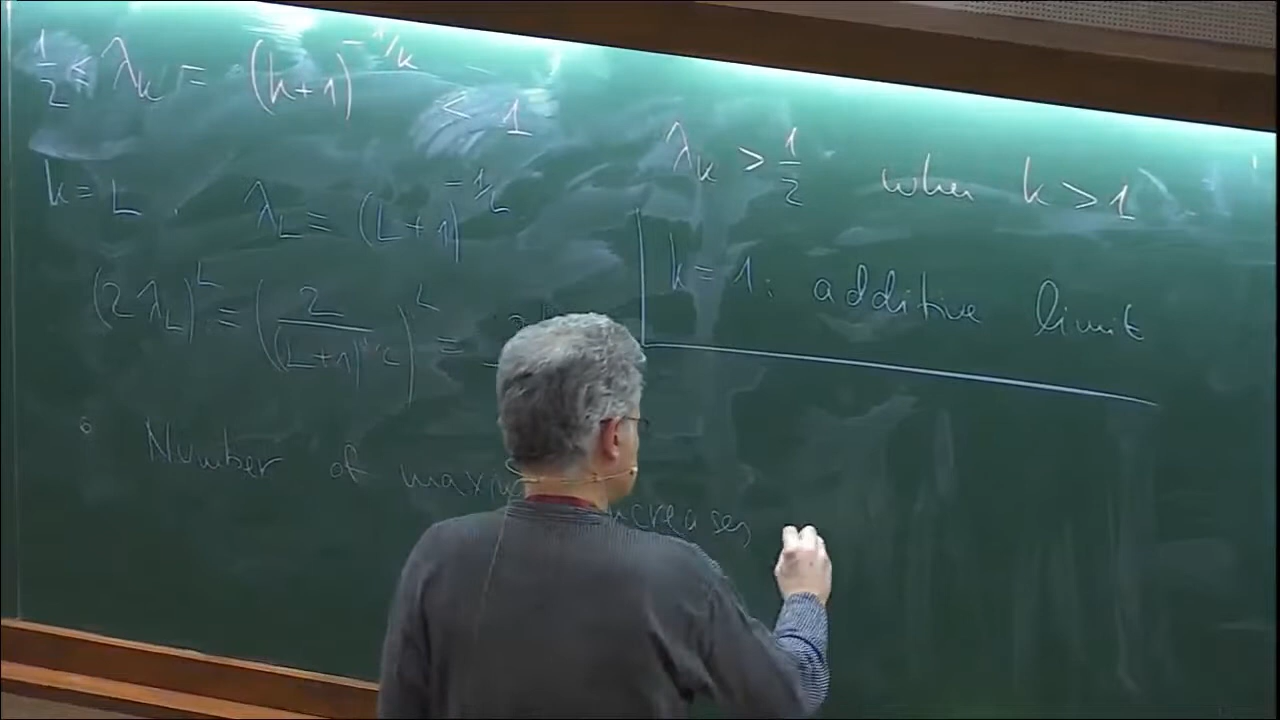 1/2 ≤ λ_k = (k+1)^{-1/k} < 1
λ_k > 1/2 when k > 1
k = L . λ_L = (L+1)^{-1/L}
k = 1 : additive limit
(2λ_L)^L = (2/(L+1)^{1/L})^L =
• Number of increases